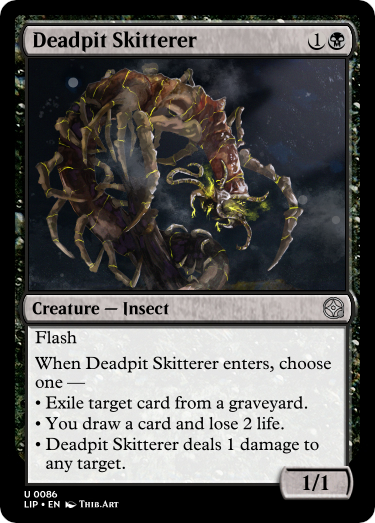 Deadpit Skitterer 1
Creature — Insect
Flash
When Deadpit Skitterer enters, choose
one —
• Exile target card from a graveyard.
• You draw a card and lose 2 life.
• Deadpit Skitterer deals 1 damage to
any target.
1/1
U 0086
LIP • EN Thib.Art